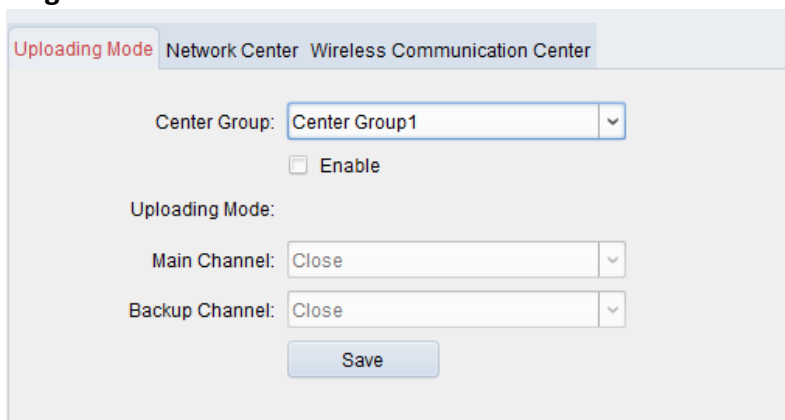 Uploading Mode Network Center Wireless Communication Center
Center Group: Center Group1
Enable
Uploading Mode:
Main Channel: Close
Backup Channel: Close
Save